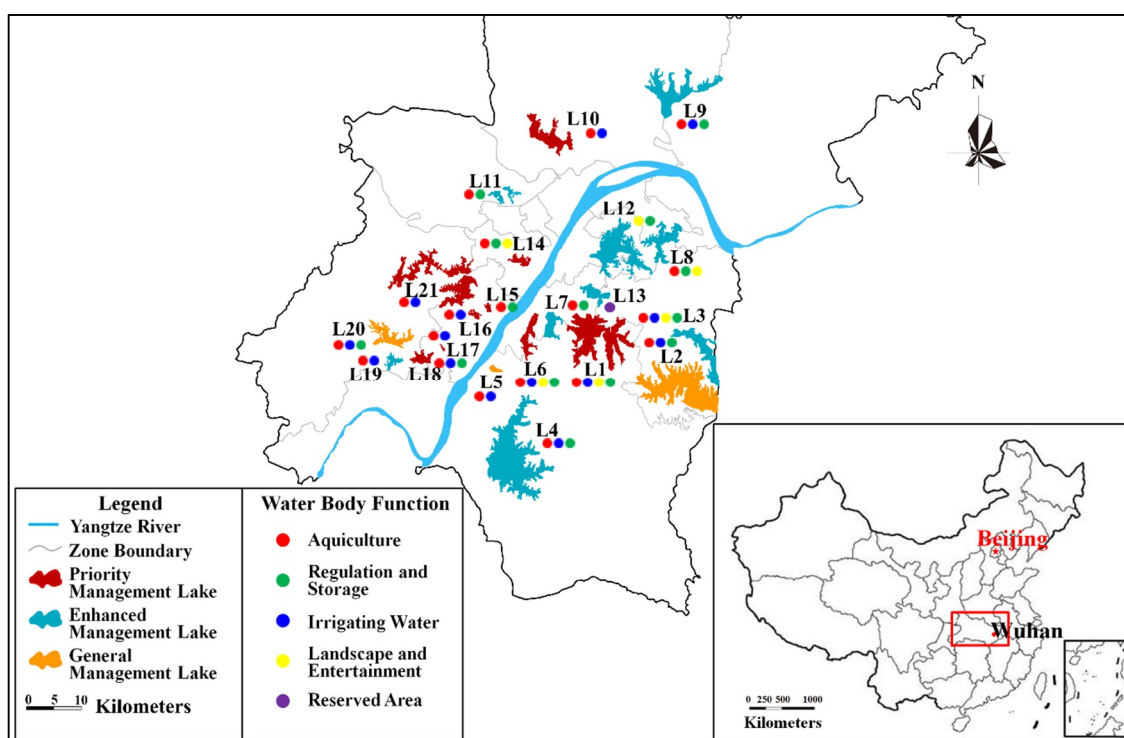 N
L10
L9
L11
L12
L14
L8
L21
L15
L7
L13
L16
L3
L20
L17
L2
L19
L18
L5
L6
L1
L4
Legend
Yangtze River
Zone Boundary
Priority
Management Lake
Enhanced
Management Lake
General
Management Lake
0 5 10
Kilometers
Water Body Function
Aquiculture
Regulation and
Storage
Irrigating Water
Landscape and
Entertainment
Reserved Area
Beijing
Wuhan
0 250 500 1000
Kilometers